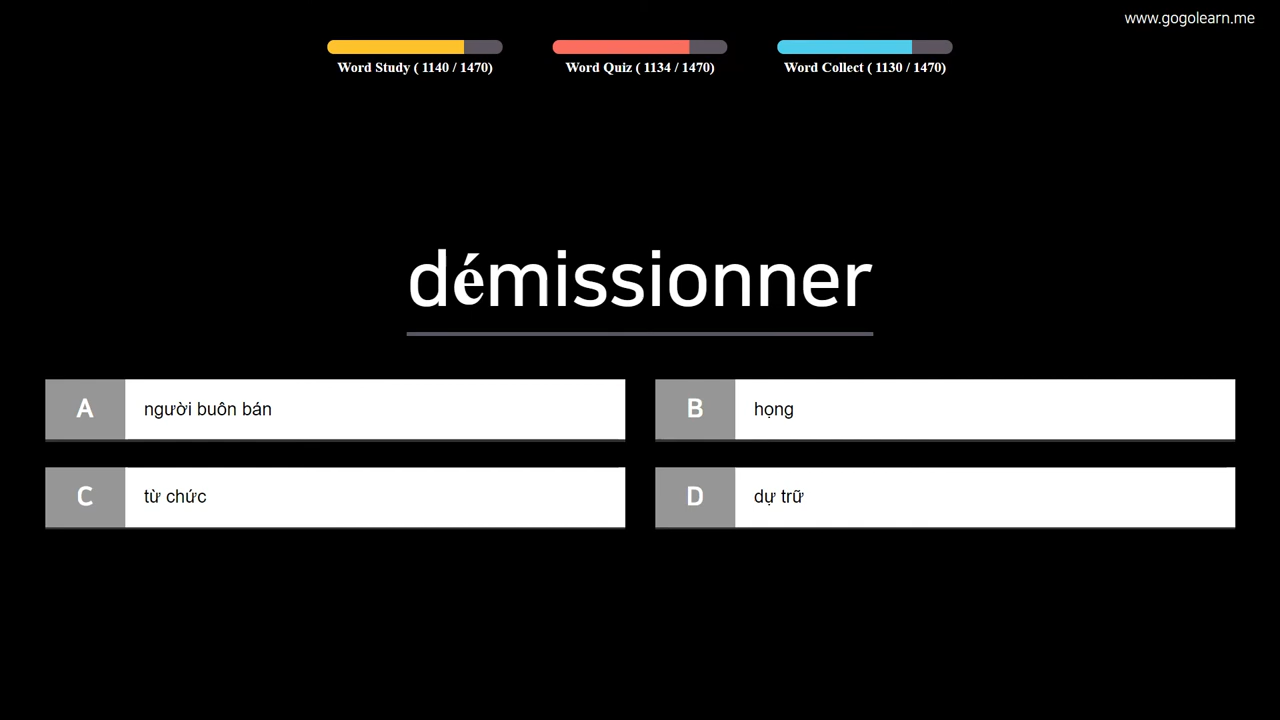 www.gogolearn.me
Word Study ( 1140 / 1470)
Word Quiz ( 1134 / 1470)
Word Collect ( 1130 / 1470)
démissionner
A người buôn bán
B họng
C từ chức
D dự trữ